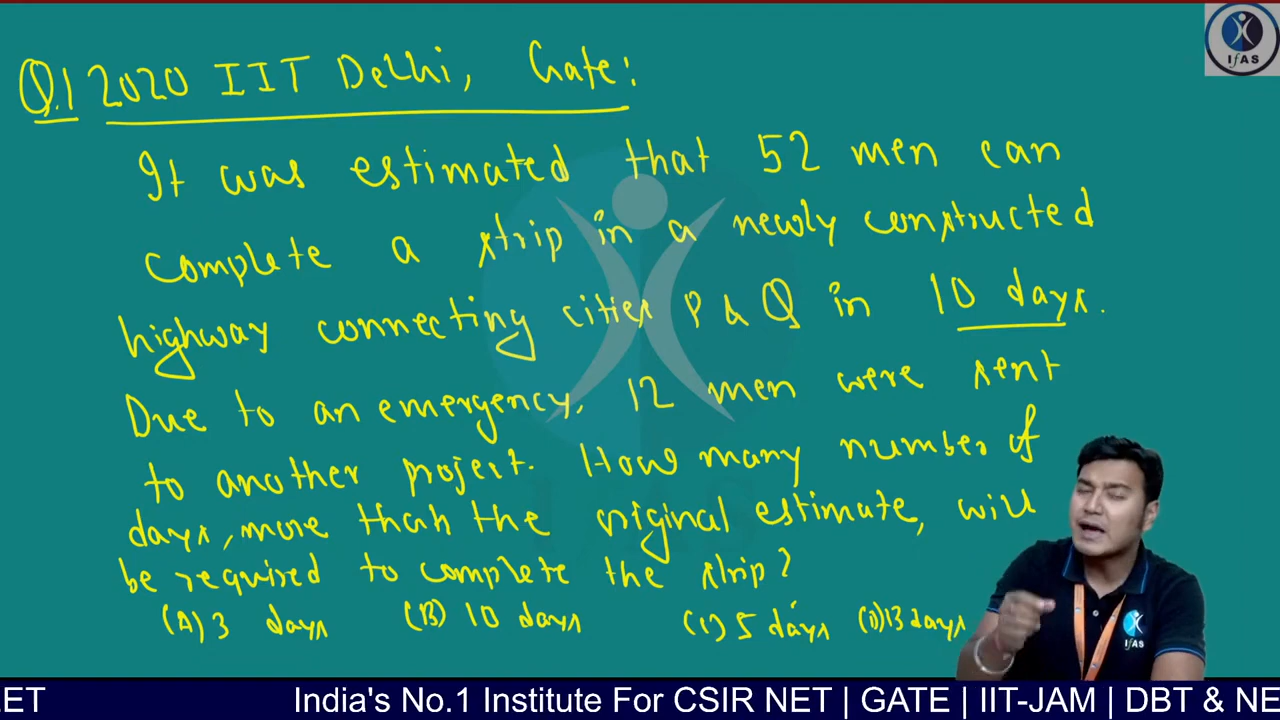 IFAS
Q.1 2020 IIT Delhi, Gate:
It was estimated that 52 men can
complete a strip in a newly constructed
highway connecting cities P & Q in 10 days.
Due to an emergency, 12 men were sent
to another project. How many number of
days, more than the original estimate, will
be required to complete the strip?
(A) 3 days (B) 10 days (C) 5 days (D) 13 days
IFAS
IFAS
ET India's No.1 Institute For CSIR NET | GATE | IIT-JAM | DBT & NE